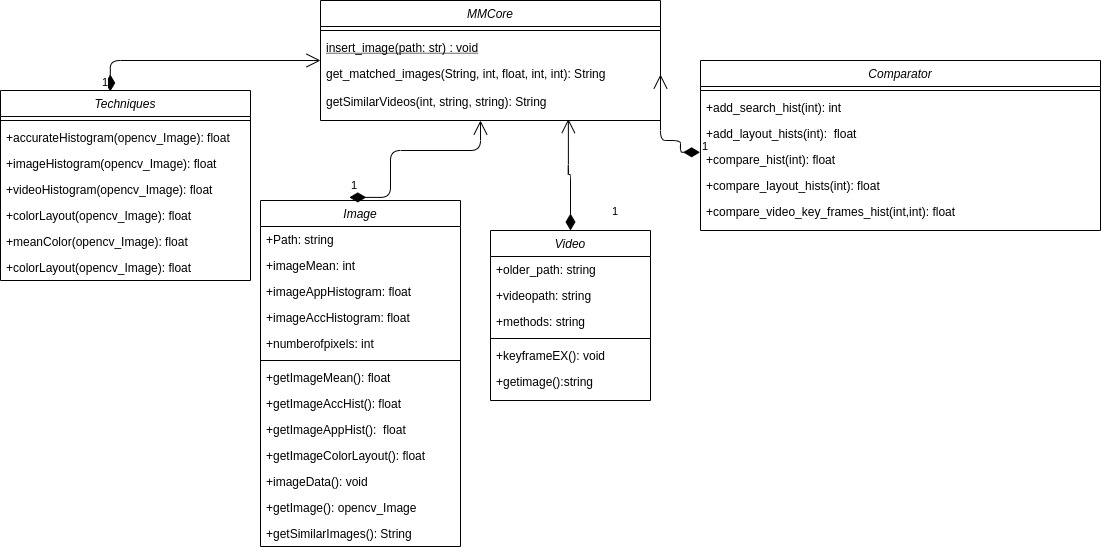 MMCore
insert_image(path: str) : void
get_matched_images(String, int, float, int, int): String
getSimilarVideos(int, string, string): String
1
Techniques
+accurateHistogram(opencv_Image): float
+imageHistogram(opencv_Image): float
+videoHistogram(opencv_Image): float
+colorLayout(opencv_Image): float
+meanColor(opencv_Image): float
+colorLayout(opencv_Image): float
1
Image
+Path: string
+imageMean: int
+imageAppHistogram: float
+imageAccHistogram: float
+numberofpixels: int
+getImageMean(): float
+getImageAccHist(): float
+getImageAppHist():  float
+getImageColorLayout(): float
+imageData(): void
+getImage(): opencv_Image
+getSimilarImages(): String
1
Video
+older_path: string
+videopath: string
+methods: string
+keyframeEX(): void
+getimage():string
1
Comparator
+add_search_hist(int): int
+add_layout_hists(int):  float
+compare_hist(int): float
+compare_layout_hists(int): float
+compare_video_key_frames_hist(int,int): float